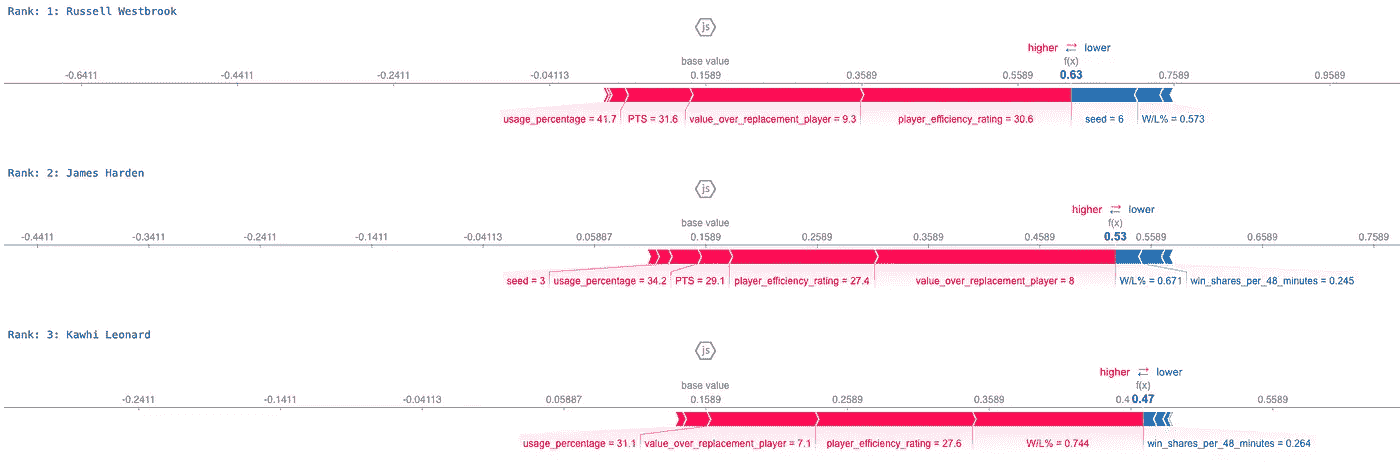 Rank: 1: Russell Westbrook
js
higher ⇄ lower
base value f(x)
-0.6411 -0.4411 -0.2411 -0.04113 0.1589 0.3589 0.5589 0.63 0.7589 0.9589
usage_percentage = 41.7 PTS = 31.6 value_over_replacement_player = 9.3 player_efficiency_rating = 30.6 seed = 6 W/L% = 0.573
Rank: 2: James Harden
js
higher ⇄ lower
base value f(x)
-0.4411 -0.3411 -0.2411 -0.1411 -0.04113 0.05887 0.1589 0.2589 0.3589 0.4589 0.53 0.5589 0.6589 0.7589
seed = 3 usage_percentage = 34.2 PTS = 29.1 player_efficiency_rating = 27.4 value_over_replacement_player = 8 W/L% = 0.671 win_shares_per_48_minutes = 0.245
Rank: 3: Kawhi Leonard
js
higher ⇄ lower
base value f(x)
-0.2411 -0.1411 -0.04113 0.05887 0.1589 0.2589 0.3589 0.4 0.47 0.5589
usage_percentage = 31.1 value_over_replacement_player = 7.1 player_efficiency_rating = 27.6 W/L% = 0.744 win_shares_per_48_minutes = 0.264